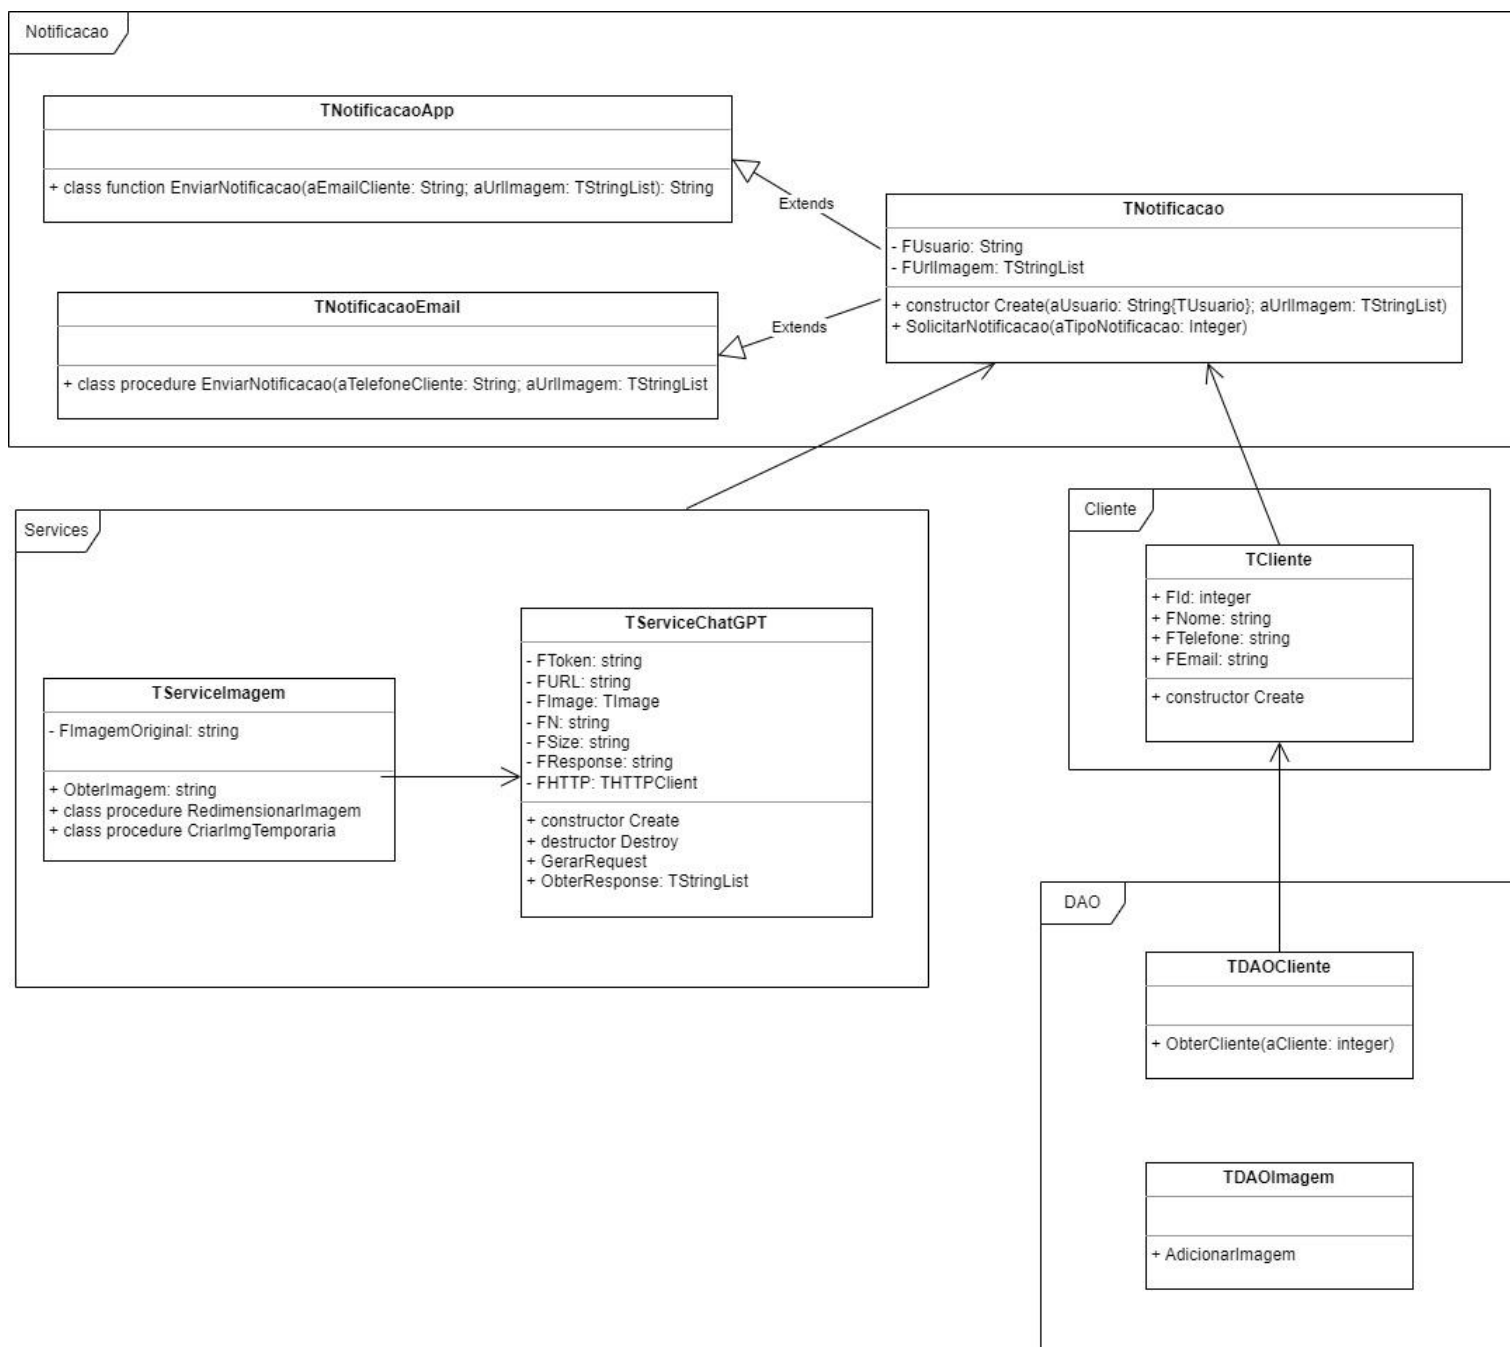 Notificacao
TNotificacaoApp
+ class function EnviarNotificacao(aEmailCliente: String; aUrlImagem: TStringList): String
Extends
TNotificacao
- FUsuario: String
- FUrlImagem: TStringList
+ constructor Create(aUsuario: String{TUsuario}; aUrlImagem: TStringList)
+ SolicitarNotificacao(aTipoNotificacao: Integer)
TNotificacaoEmail
+ class procedure EnviarNotificacao(aTelefoneCliente: String; aUrlImagem: TStringList
Extends
Services
TServiceImagem
- FImagemOriginal: string
+ ObterImagem: string
+ class procedure RedimensionarImagem
+ class procedure CriarImgTemporaria
TServiceChatGPT
- FToken: string
- FURL: string
- FImage: TImage
- FN: string
- FSize: string
- FResponse: string
- FHTTP: THTTPClient
+ constructor Create
+ destructor Destroy
+ GerarRequest
+ ObterResponse: TStringList
Cliente
TCliente
+ FId: integer
+ FNome: string
+ FTelefone: string
+ FEmail: string
+ constructor Create
DAO
TDAOCliente
+ ObterCliente(aCliente: integer)
TDAOImagem
+ AdicionarImagem